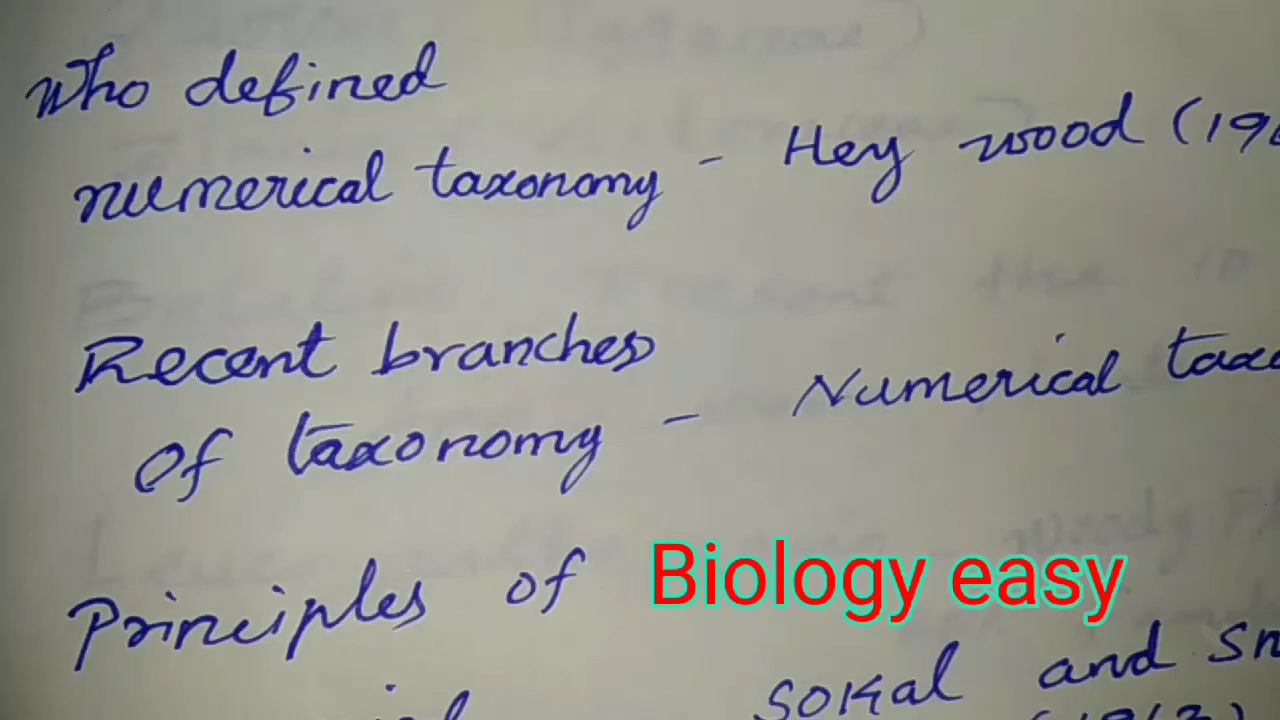 Who defined
numerical taxonomy - Hey wood (19
Recent branches
Of taxonomy - Numerical tax
Principles of
Biology easy
SOKal and Sn